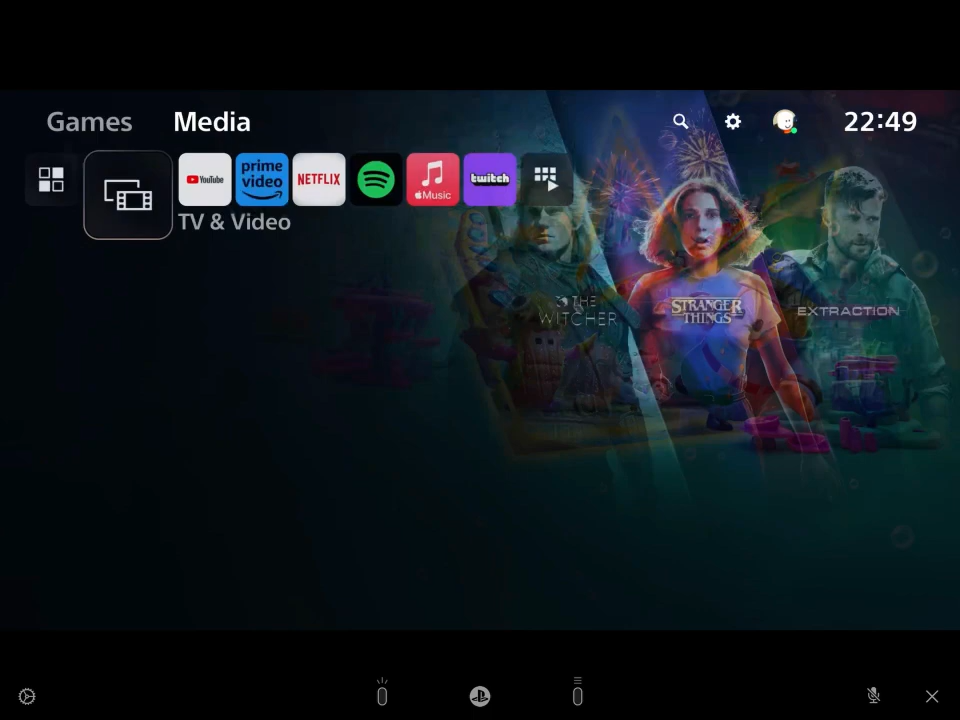 Games Media 22:49
YouTube prime video NETFLIX Music twitch
TV & Video
THE WITCHER
STRANGER THINGS
EXTRACTION